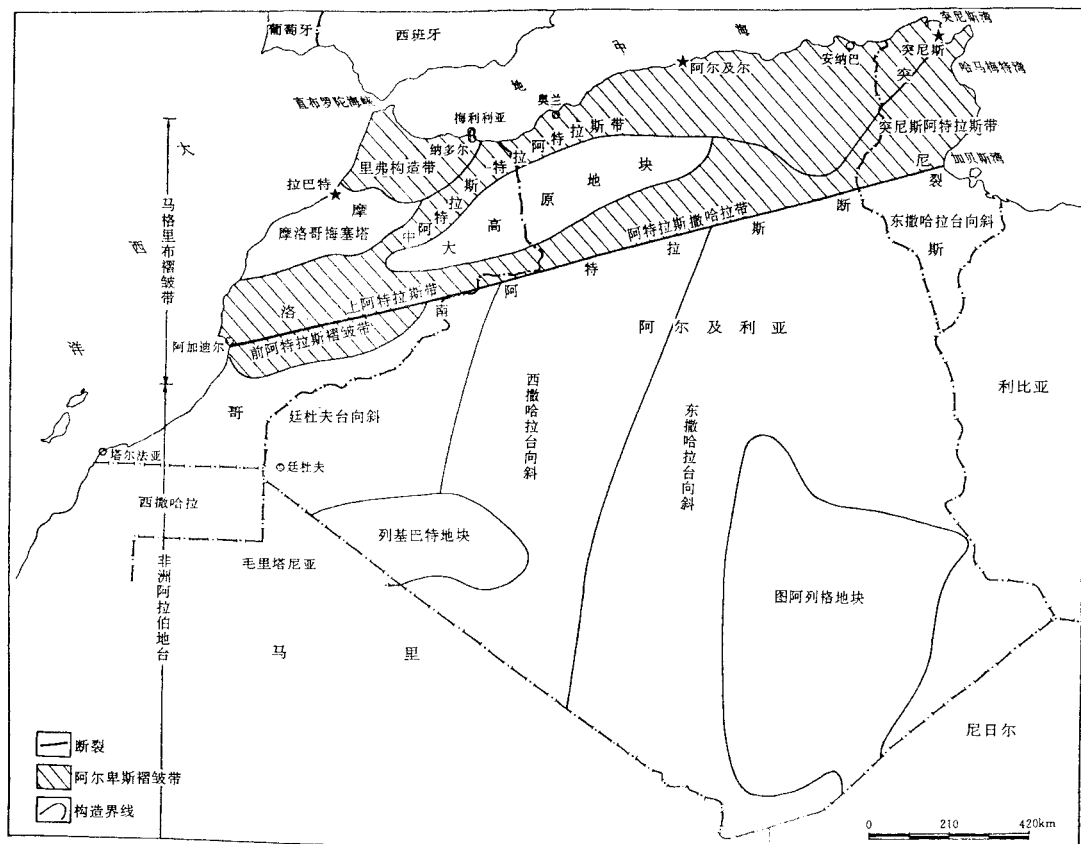 葡萄牙
西班牙
地
中
海
突尼斯湾
突尼斯
哈马梅特湾
安纳巴
阿尔及尔
奥兰
直布罗陀海峡
梅利利亚
纳多尔
里弗构造带
拉巴特
摩
摩洛哥梅塞塔
中阿特拉斯带
特拉阿特拉斯带
大
高
原
地
块
突尼斯阿特拉斯带
突
尼
斯
加贝斯湾
阿特拉斯撒哈拉带
东撒哈拉台向斜
大
西
洋
马格里布褶皱带
洛
上阿特拉斯带
南
阿
特
拉
斯
断
裂
阿加迪尔
前阿特拉斯褶皱带
阿尔及利亚
利比亚
哥
廷杜夫台向斜
廷杜夫
西撒哈拉台向斜
东撒哈拉台向斜
塔尔法亚
西撒哈拉
列基巴特地块
毛里塔尼亚
图阿列格地块
非洲阿拉伯地台
马里
尼日尔
断裂
阿尔卑斯褶皱带
构造界线
0 210 420km